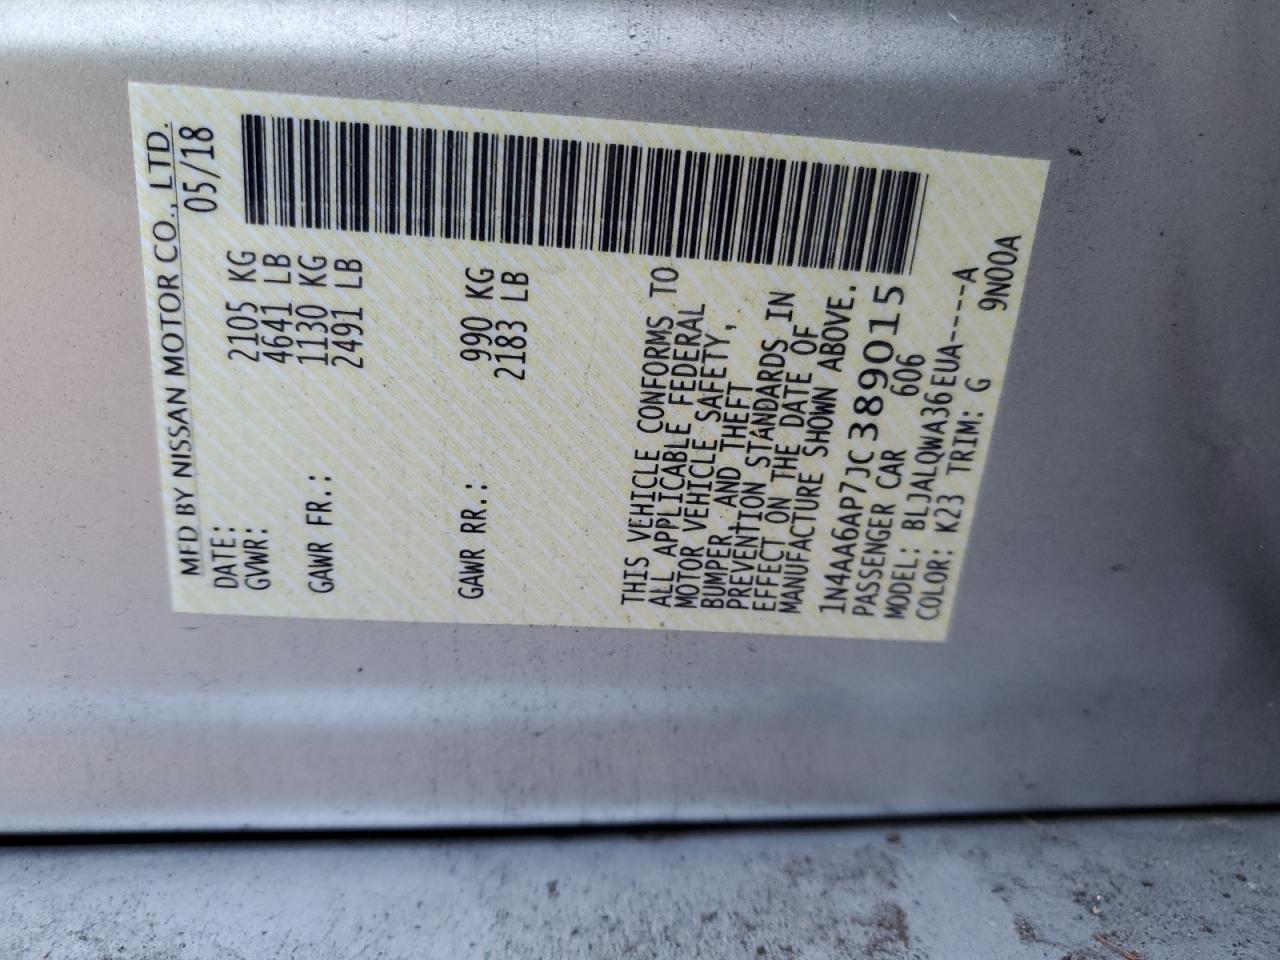 MFD BY NISSAN MOTOR CO., LTD.
DATE: 05/18
GVWR: 2105 KG
4641 LB
GAWR FR.: 1130 KG
2491 LB
GAWR RR.: 990 KG
2183 LB
THIS VEHICLE CONFORMS TO
ALL APPLICABLE FEDERAL
MOTOR VEHICLE SAFETY,
BUMPER, AND THEFT
PREVENTION STANDARDS IN
EFFECT ON THE DATE OF
MANUFACTURE SHOWN ABOVE.
1N4AA6AP7JC389015
PASSENGER CAR 606
MODEL: BLJALQWA36EUA----A
COLOR: K23 TRIM: G 9N00A